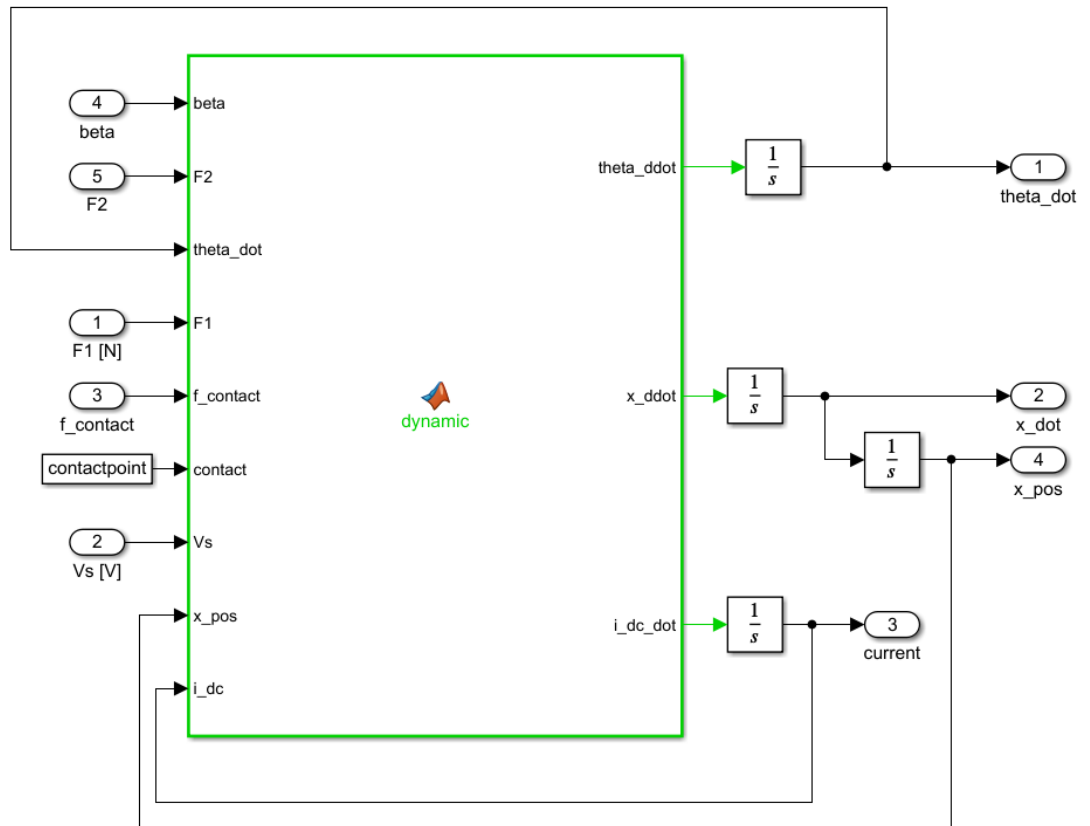 4
beta
beta
5
F2
F2
theta_dot
1
F1 [N]
F1
3
f_contact
f_contact
contactpoint
contact
2
Vs [V]
Vs
x_pos
i_dc
dynamic
theta_ddot
1
s
1
theta_dot
x_ddot
1
s
2
x_dot
1
s
4
x_pos
i_dc_dot
1
s
3
current